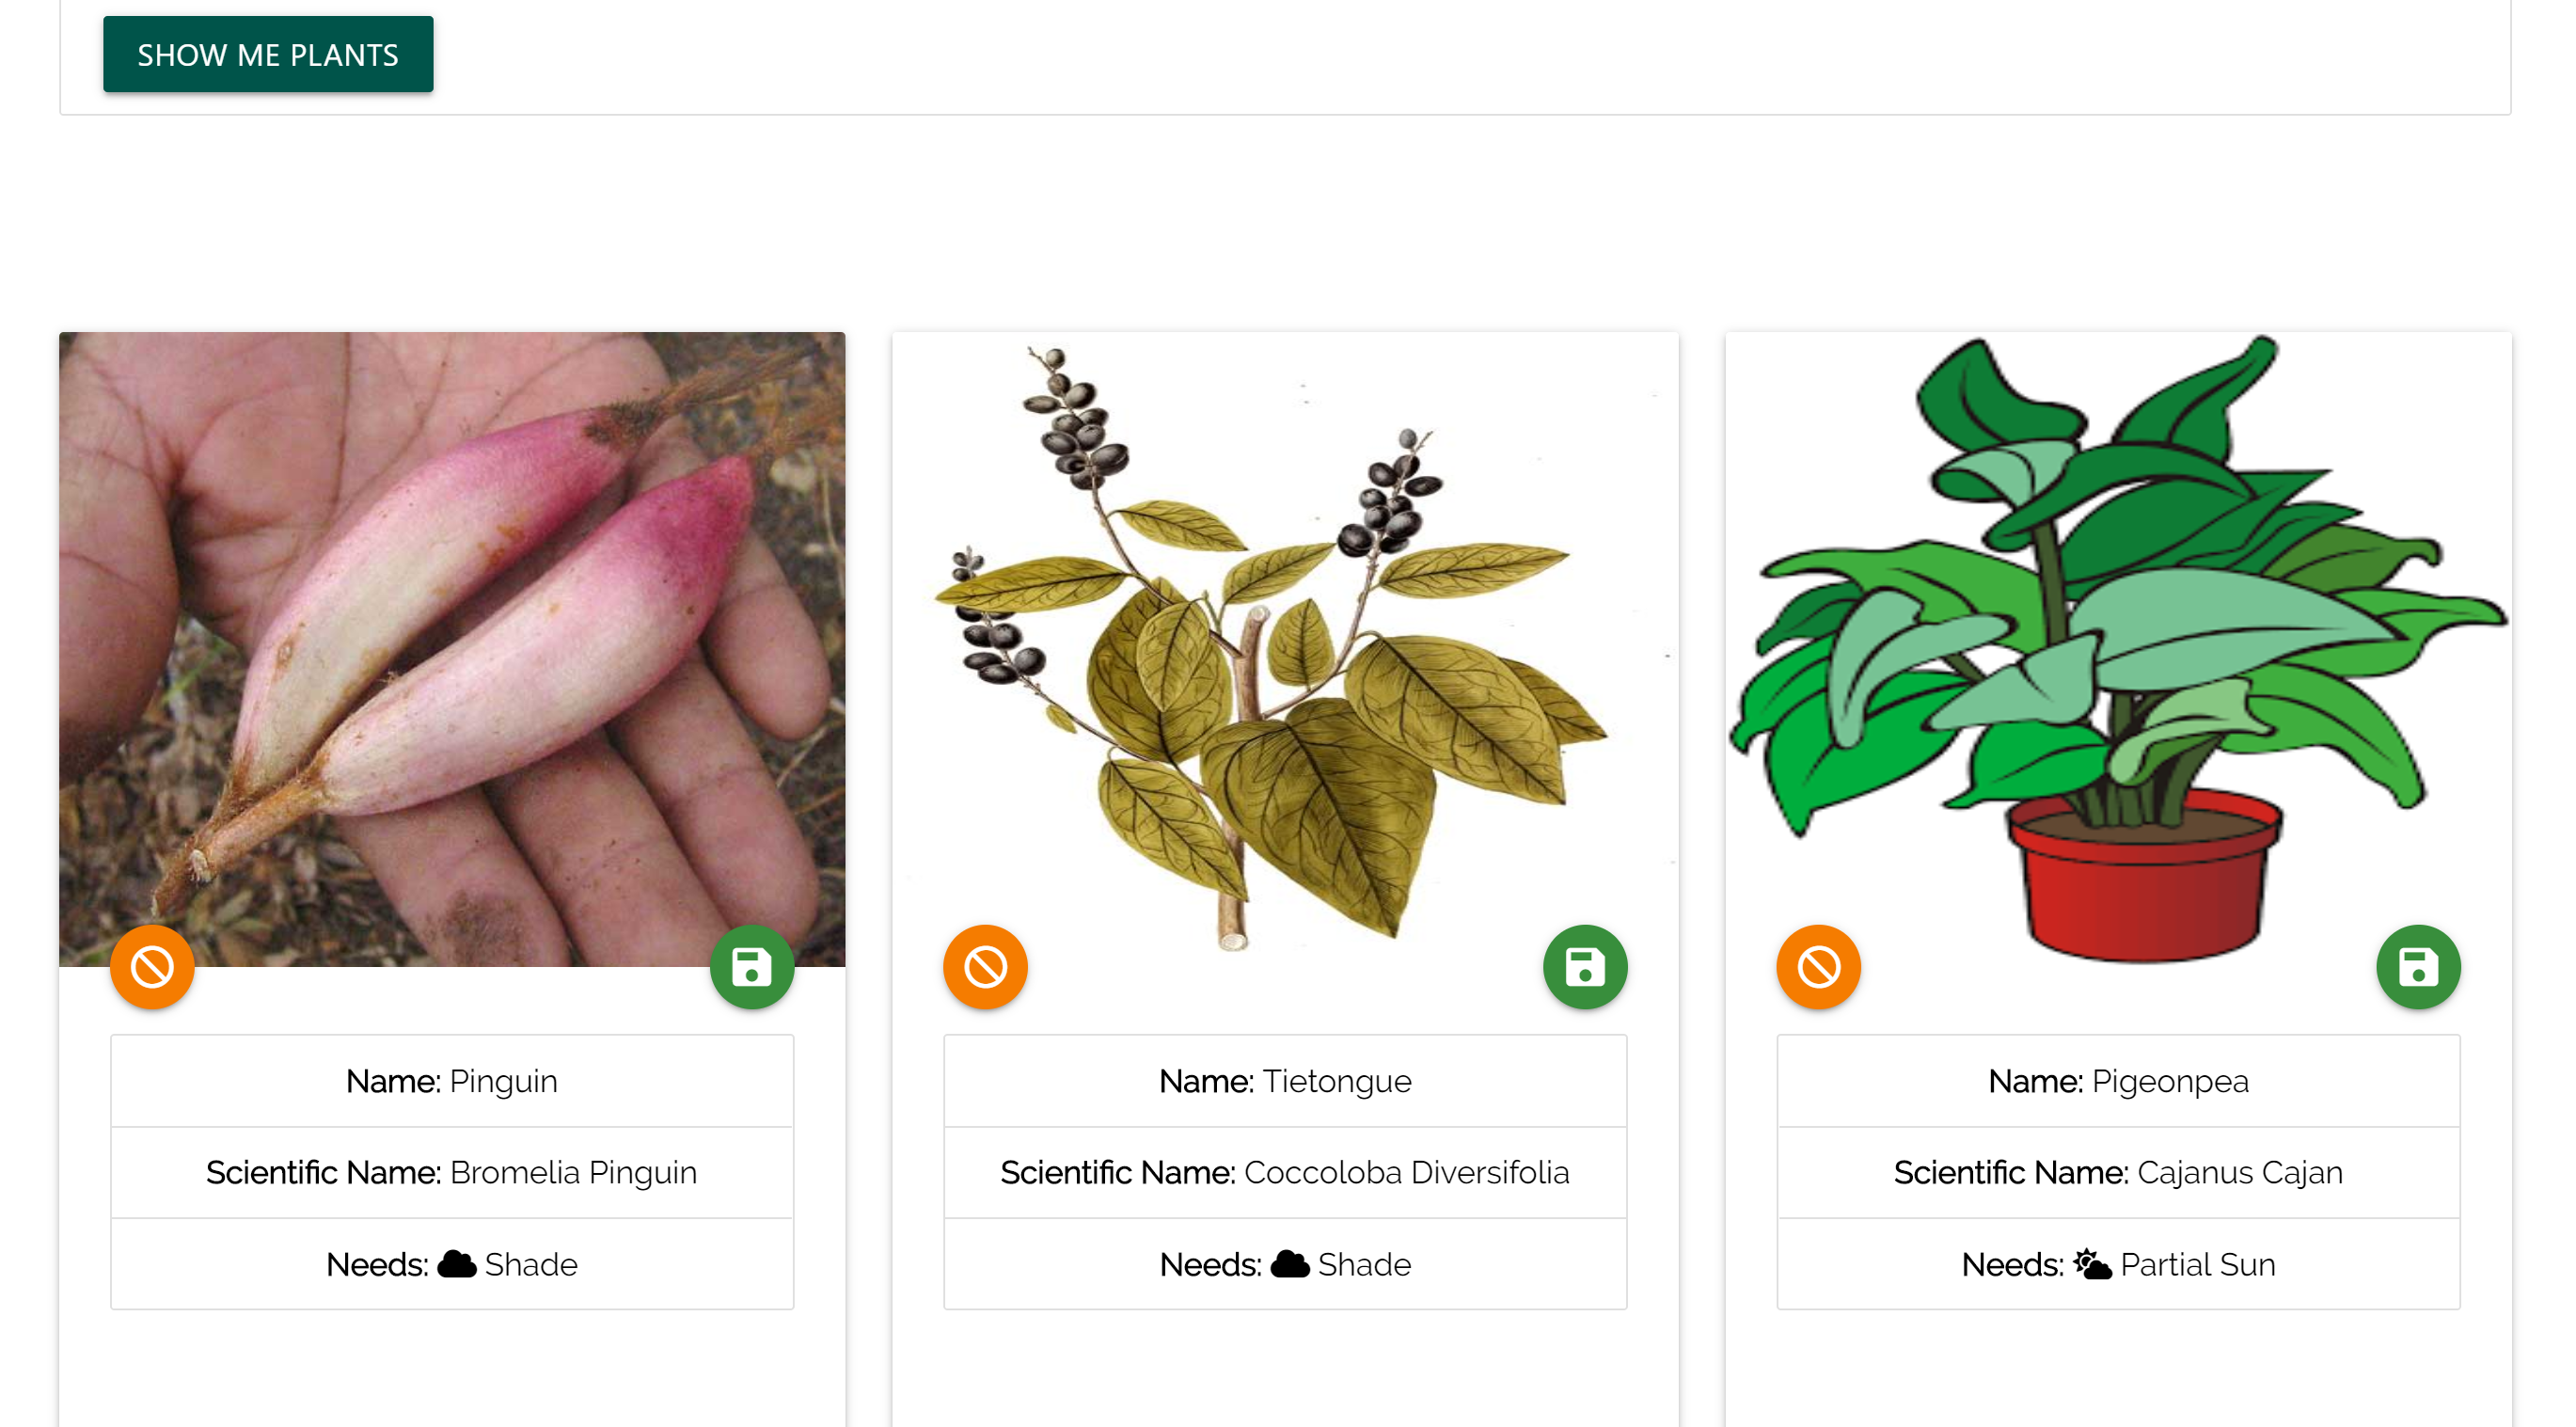 SHOW ME PLANTS
Name: Pinguin
Scientific Name: Bromelia Pinguin
Needs: Shade
Name: Tietongue
Scientific Name: Coccoloba Diversifolia
Needs: Shade
Name: Pigeonpea
Scientific Name: Cajanus Cajan
Needs: Partial Sun